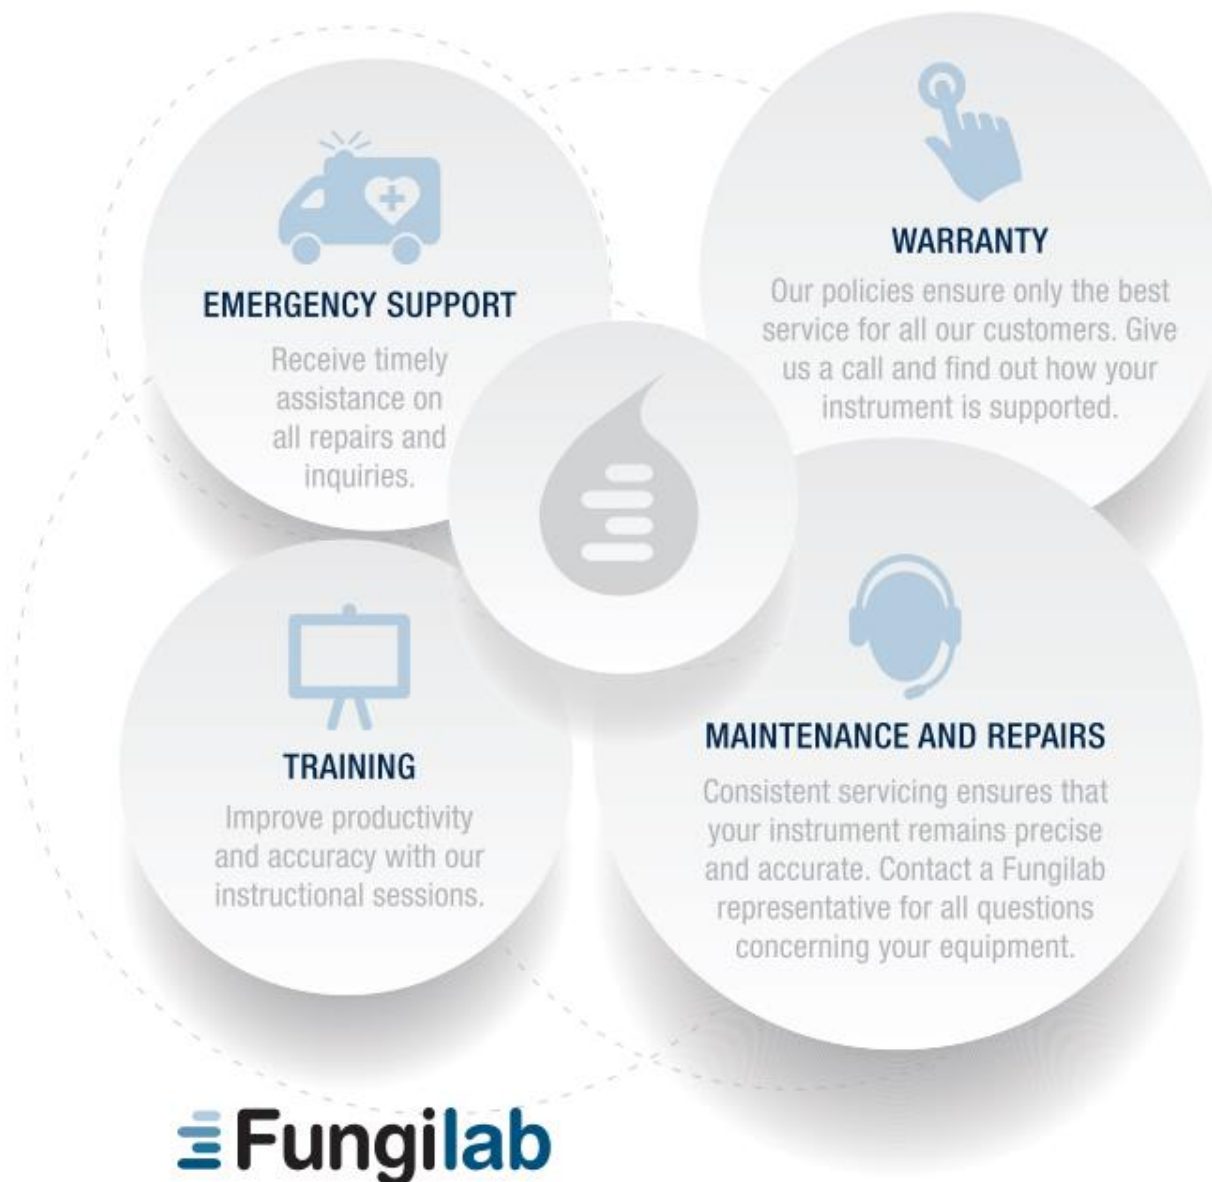 EMERGENCY SUPPORT
Receive timely
assistance on
all repairs and
inquiries.
WARRANTY
Our policies ensure only the best
service for all our customers. Give
us a call and find out how your
instrument is supported.
TRAINING
Improve productivity
and accuracy with our
instructional sessions.
MAINTENANCE AND REPAIRS
Consistent servicing ensures that
your instrument remains precise
and accurate. Contact a Fungilab
representative for all questions
concerning your equipment.
Fungilab